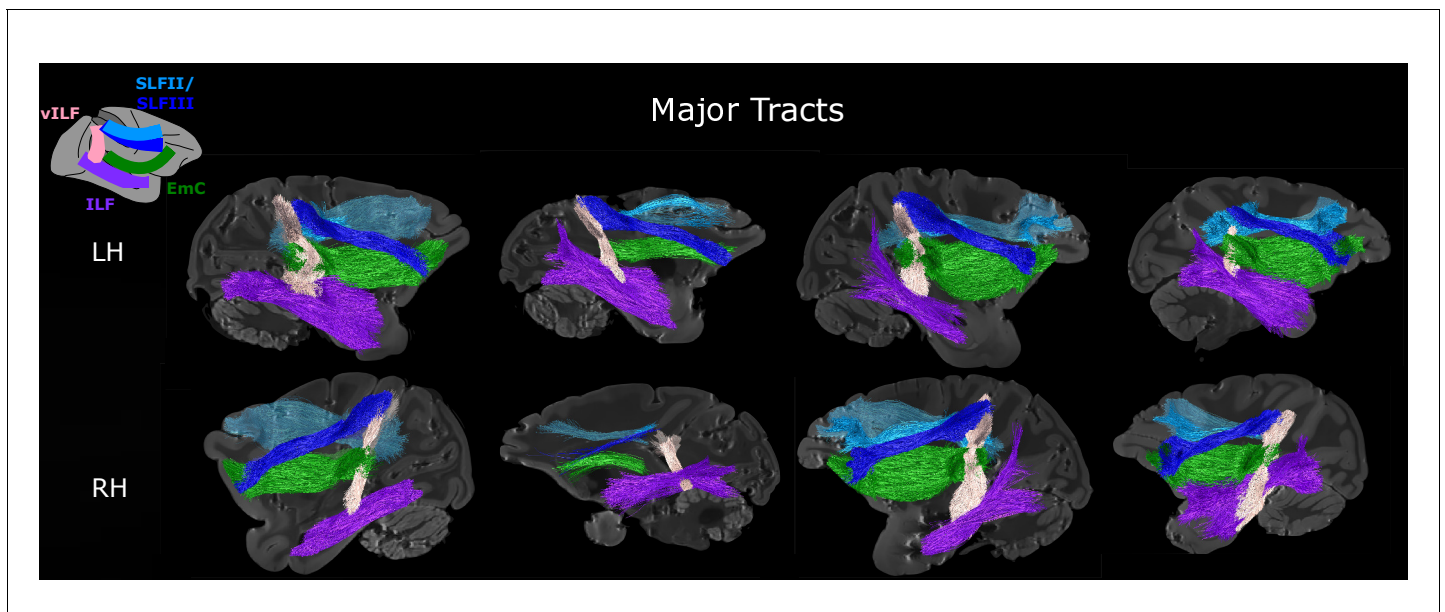 SLFII/
SLFIII
vILF
EmC
ILF
Major Tracts
LH
RH